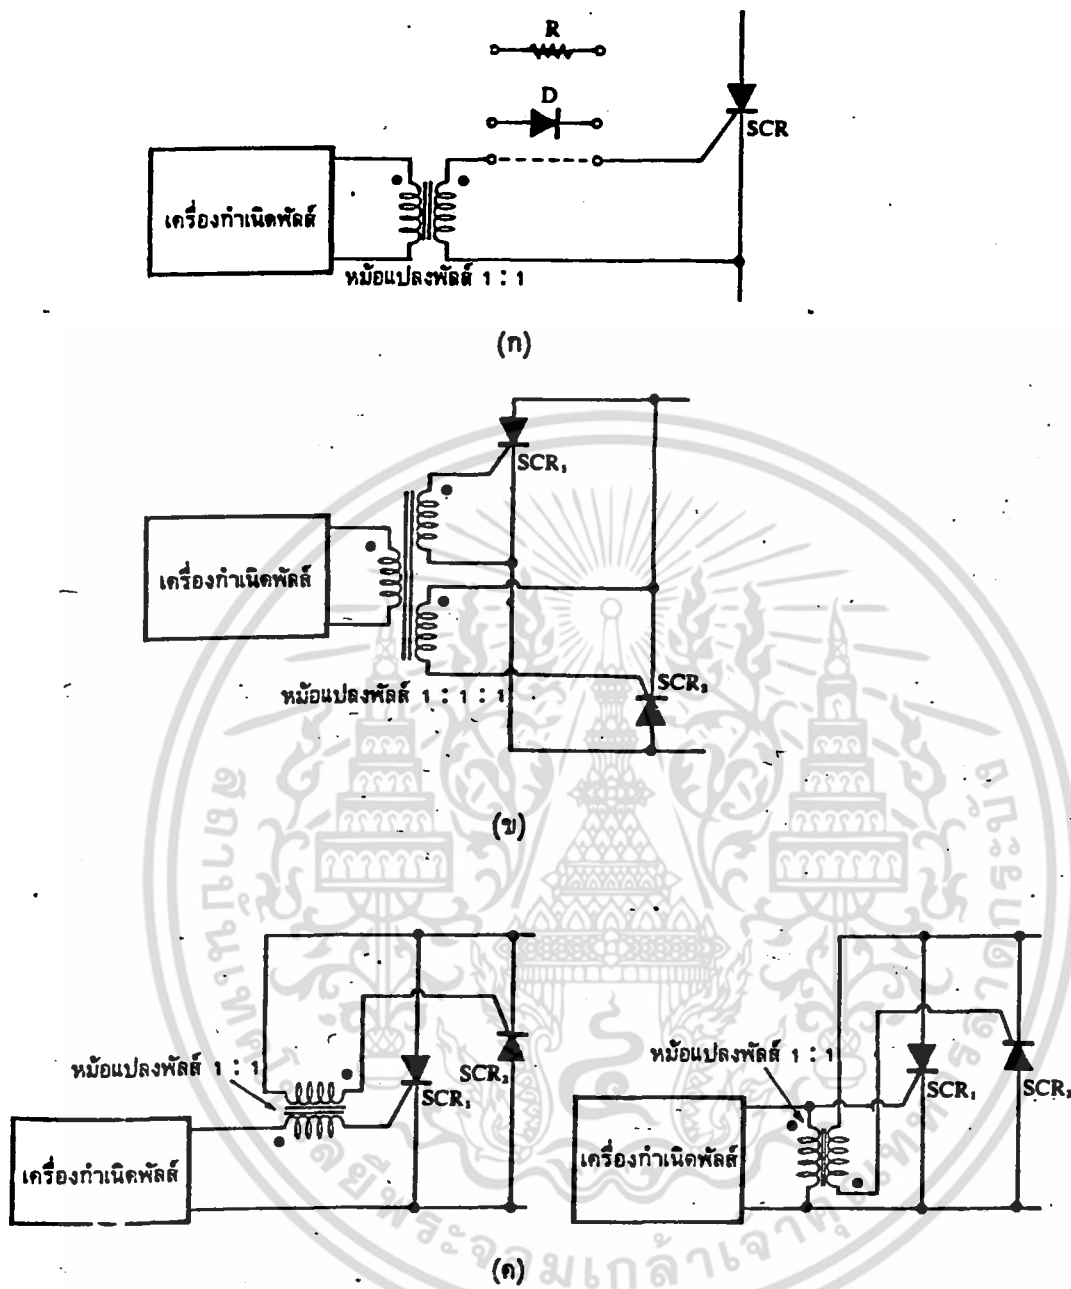 R
D
SCR
เครื่องกำเนิดพัลส์
หม้อแปลงพัลส์ 1 : 1
(ก)
SCR₁
เครื่องกำเนิดพัลส์
SCR₂
หม้อแปลงพัลส์ 1 : 1 : 1
(ข)
หม้อแปลงพัลส์ 1 : 1
SCR₂
SCR₁
เครื่องกำเนิดพัลส์
หม้อแปลงพัลส์ 1 : 1
SCR₁
SCR₂
เครื่องกำเนิดพัลส์
(ค)